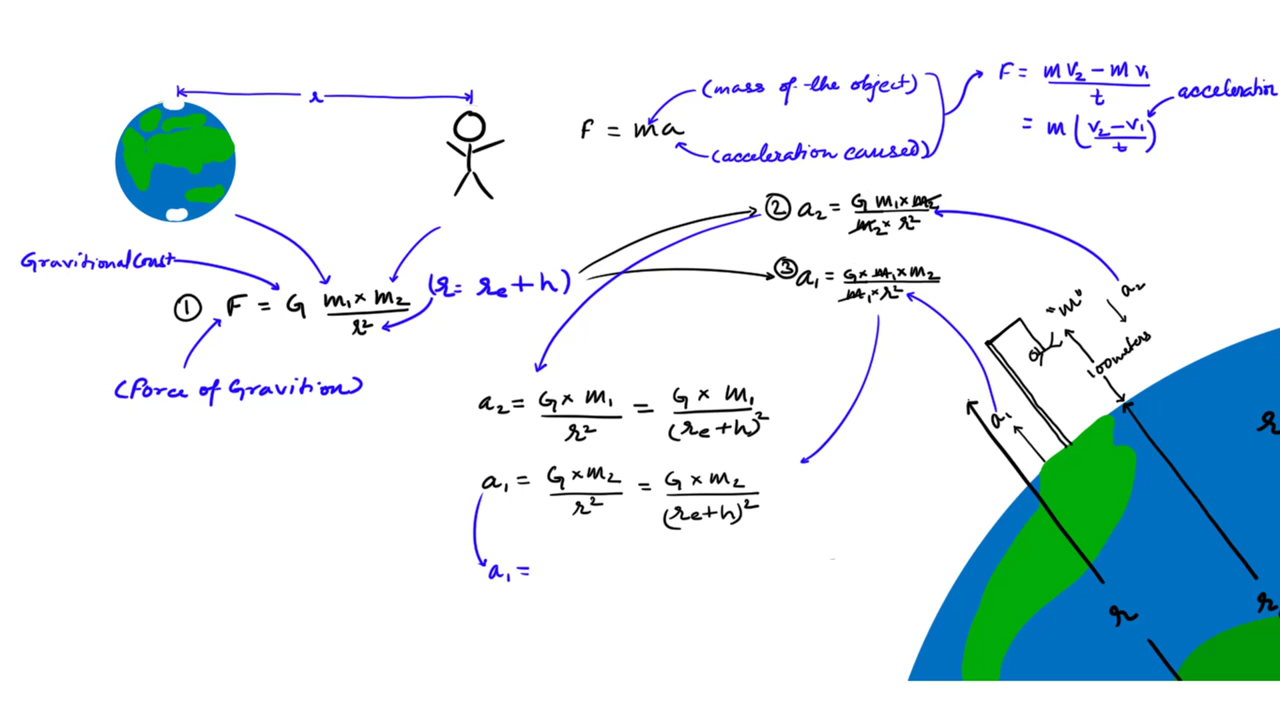 r
F = ma
(mass of the object)
(acceleration caused)
F = (m v₂ − m v₁)/t
= m ((v₂ − v₁)/t)
acceleration
Gravitional Const
① F = G (m₁ × m₂)/r²
(r = re + h)
(Force of Gravition)
② a₂ = (G m₁ × m₂)/(m₂ × r²)
③ a₁ = (G × m₁ × m₂)/(m₁ × r²)
a₂ = (G × m₁)/r² = (G × m₁)/(re + h)²
a₁ = (G × m₂)/r² = (G × m₂)/(re + h)²
a₁ =
"m"
a₂
100meters
a₁
r
r
r